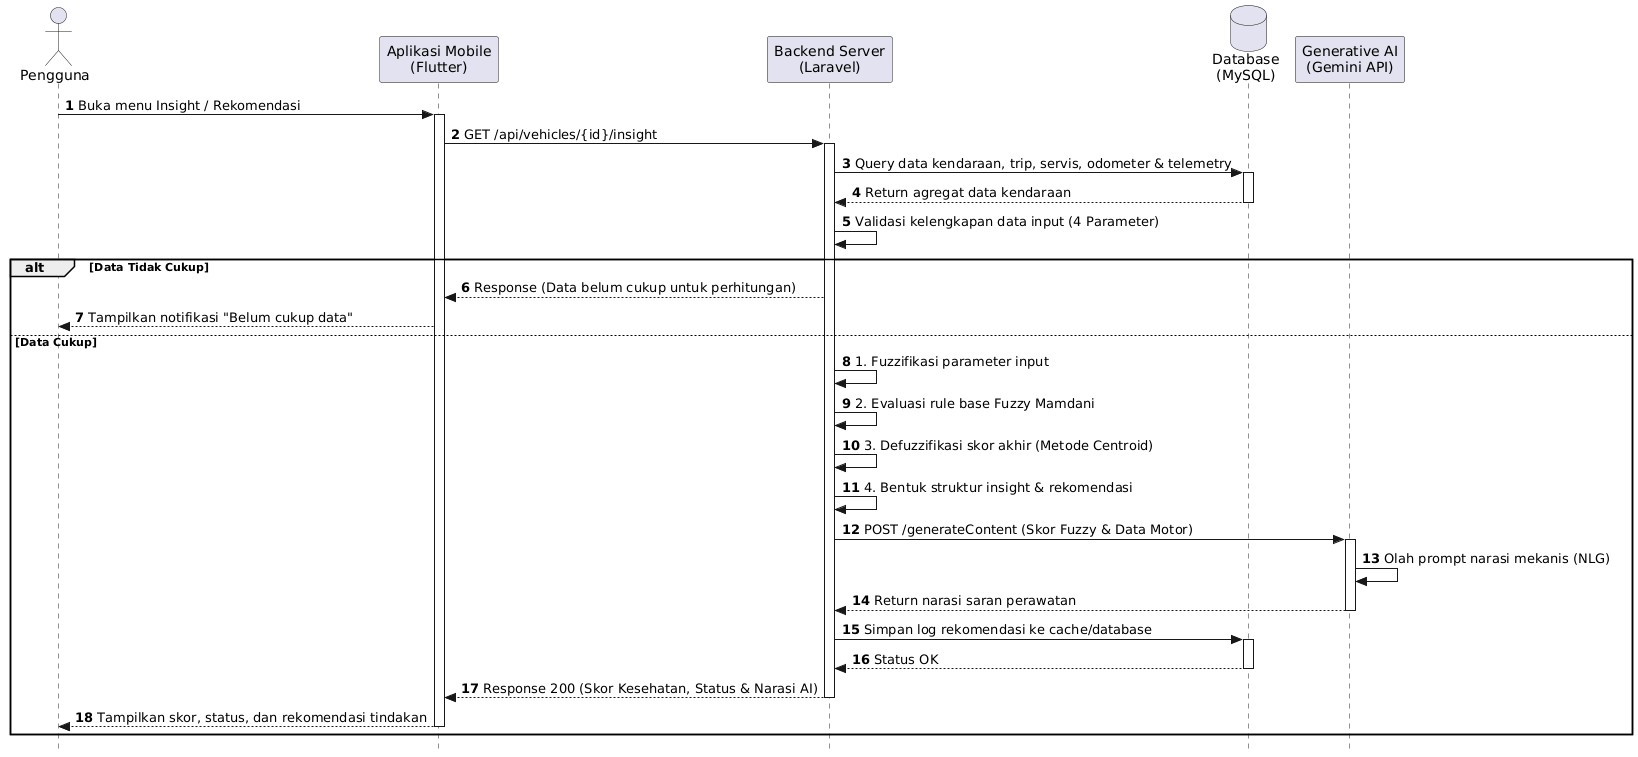 Pengguna
Aplikasi Mobile
(Flutter)
Backend Server
(Laravel)
Database
(MySQL)
Generative AI
(Gemini API)
1 Buka menu Insight / Rekomendasi
2 GET /api/vehicles/{id}/insight
3 Query data kendaraan, trip, servis, odometer & telemetry
4 Return agregat data kendaraan
5 Validasi kelengkapan data input (4 Parameter)
alt [Data Tidak Cukup]
6 Response (Data belum cukup untuk perhitungan)
7 Tampilkan notifikasi "Belum cukup data"
[Data Cukup]
8 1. Fuzzifikasi parameter input
9 2. Evaluasi rule base Fuzzy Mamdani
10 3. Defuzzifikasi skor akhir (Metode Centroid)
11 4. Bentuk struktur insight & rekomendasi
12 POST /generateContent (Skor Fuzzy & Data Motor)
13 Olah prompt narasi mekanis (NLG)
14 Return narasi saran perawatan
15 Simpan log rekomendasi ke cache/database
16 Status OK
17 Response 200 (Skor Kesehatan, Status & Narasi AI)
18 Tampilkan skor, status, dan rekomendasi tindakan